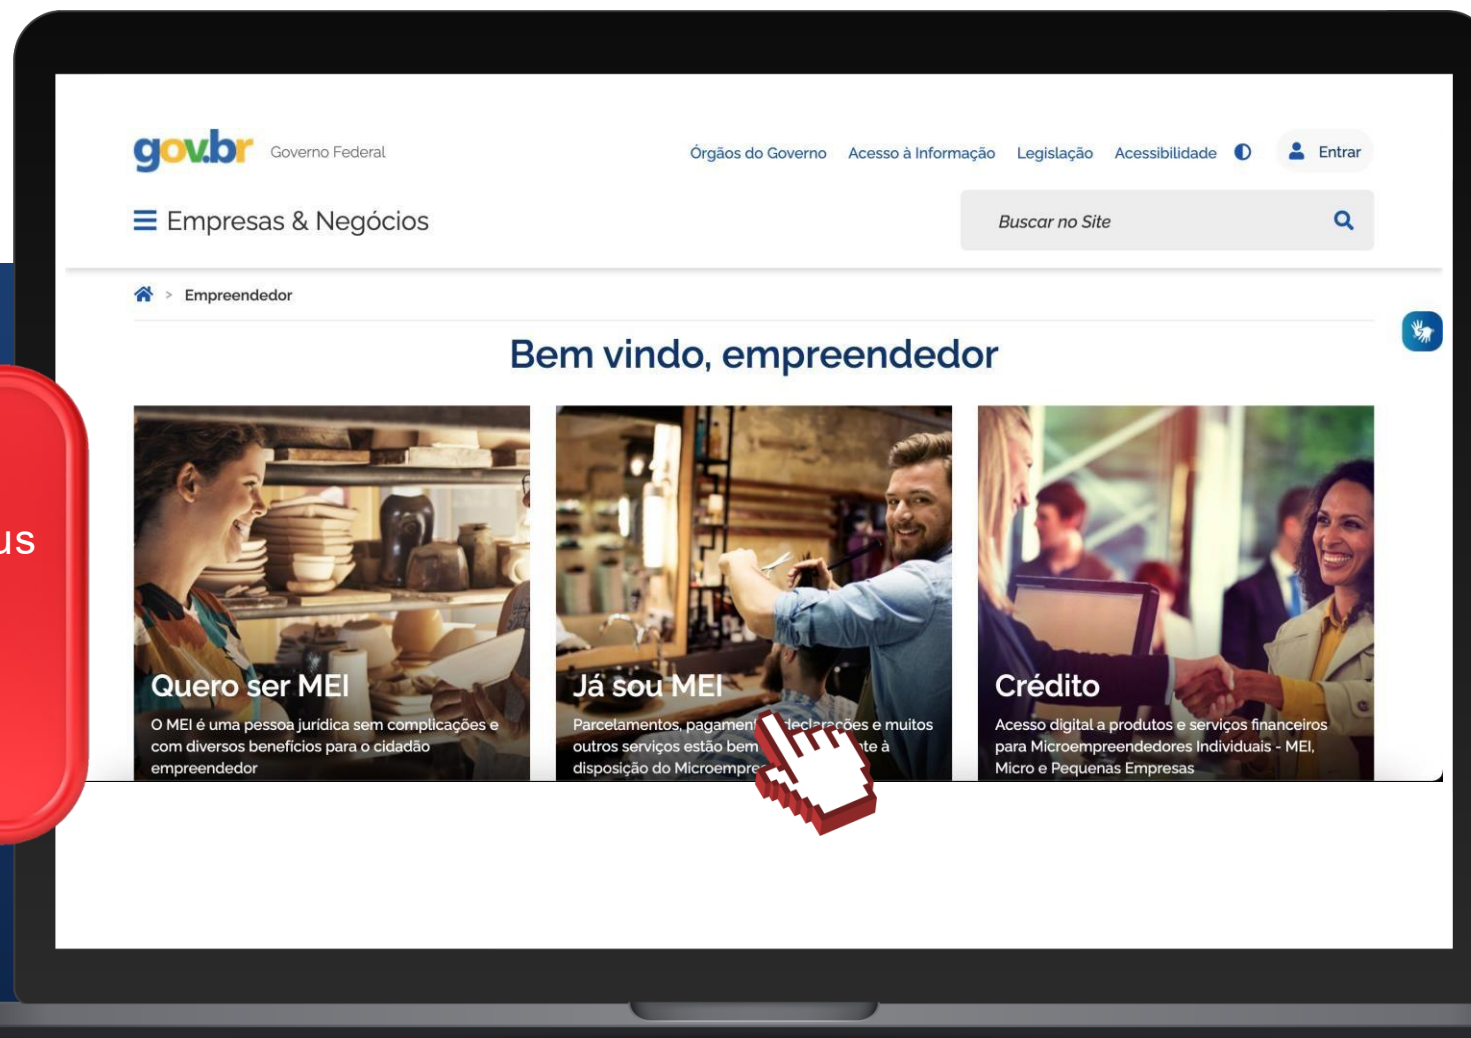 gov.br Governo Federal
Órgãos do Governo Acesso à Informação Legislação Acessibilidade Entrar
Empresas & Negócios
Buscar no Site
> Empreendedor
Bem vindo, empreendedor
us
Quero ser MEI
O MEI é uma pessoa jurídica sem complicações e
com diversos benefícios para o cidadão
empreendedor
Já sou MEI
Parcelamentos, declarações e muitos
outros serviços estão bem à
disposição do
Crédito
Acesso digital a produtos e serviços financeiros
para Microempreendedores Individuais - MEI,
Micro e Pequenas Empresas